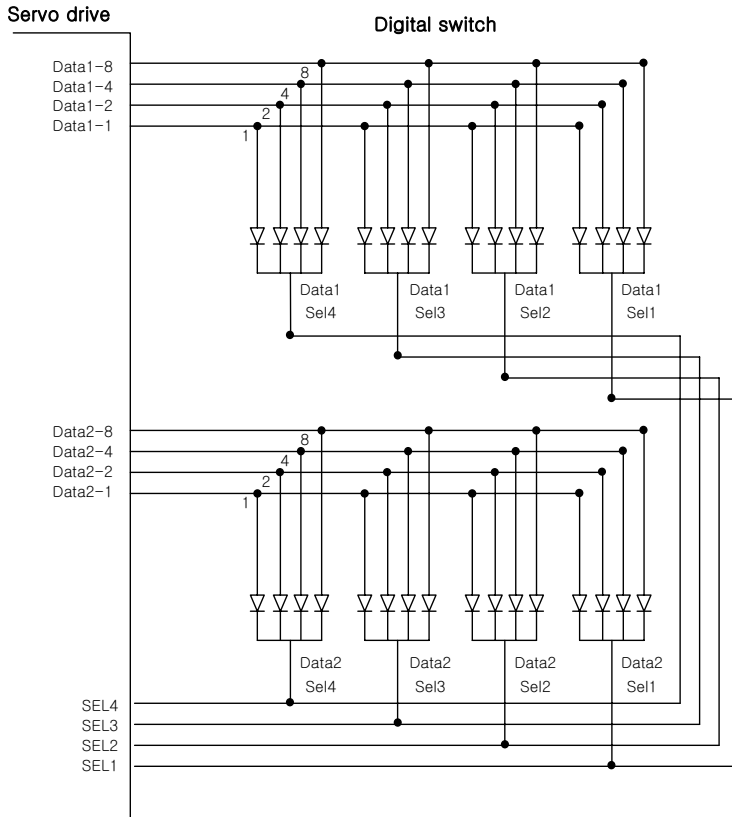 Servo drive
Digital switch
Data1-8
Data1-4
Data1-2
Data1-1
8
4
2
1
Data1 Data1 Data1 Data1
Sel4 Sel3 Sel2 Sel1
Data2-8
Data2-4
Data2-2
Data2-1
8
4
2
1
Data2 Data2 Data2 Data2
Sel4 Sel3 Sel2 Sel1
SEL4
SEL3
SEL2
SEL1